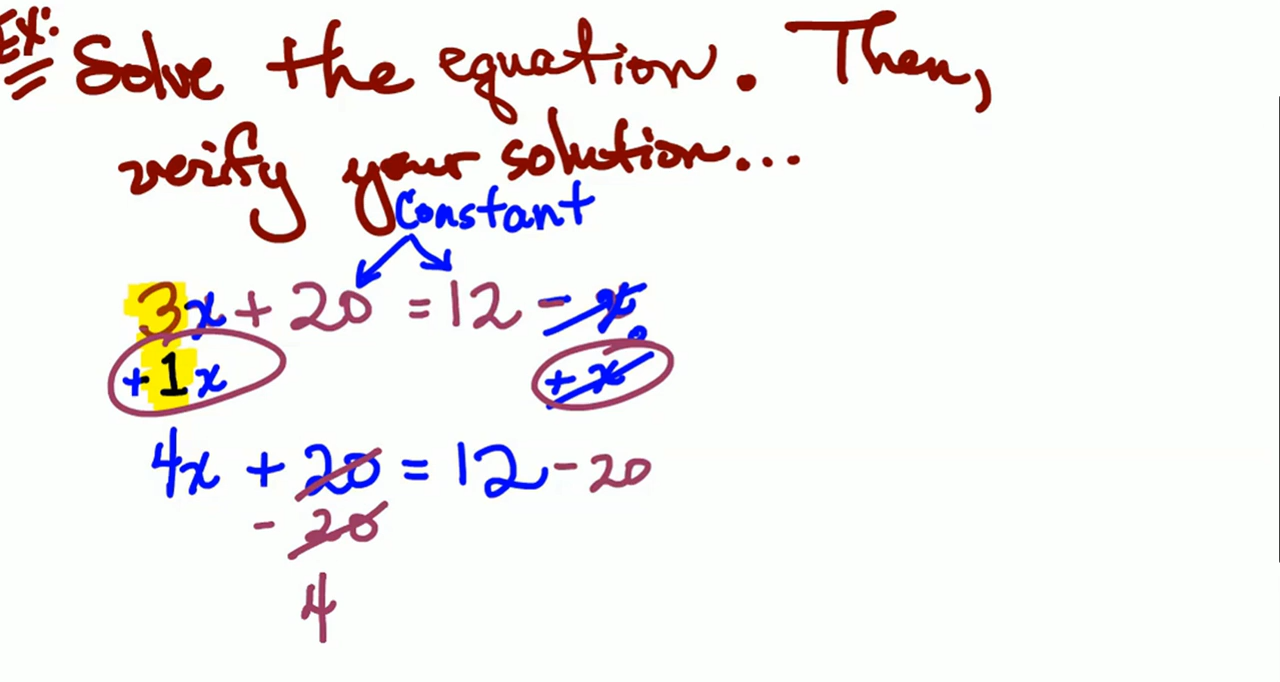 Ex: Solve the equation. Then,
verify your solution...
Constant
3x + 20 = 12 - x
+1x + x
0
4x + 20 = 12 - 20
- 20
4